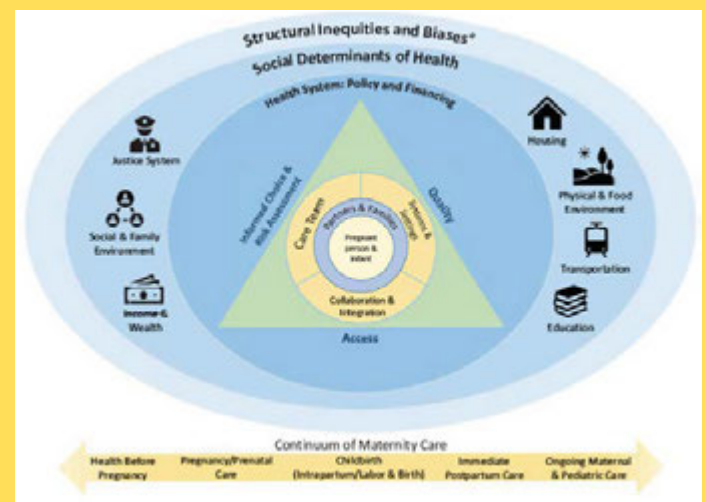 Structural Inequities and Biases*
Social Determinants of Health
Health System: Policy and Financing
Justice System
Social & Family
Environment
Income &
Wealth
Housing
Physical & Food
Environment
Transportation
Education
Informed Choice &
Risk Assessment
Quality
Access
Care Team
Systems &
Settings
Collaboration &
Integration
Partners & Families
Pregnant
person &
Infant
Continuum of Maternity Care
Health Before
Pregnancy
Pregnancy/Prenatal
Care
Childbirth
(Intrapartum/Labor & Birth)
Immediate
Postpartum Care
Ongoing Maternal
& Pediatric Care